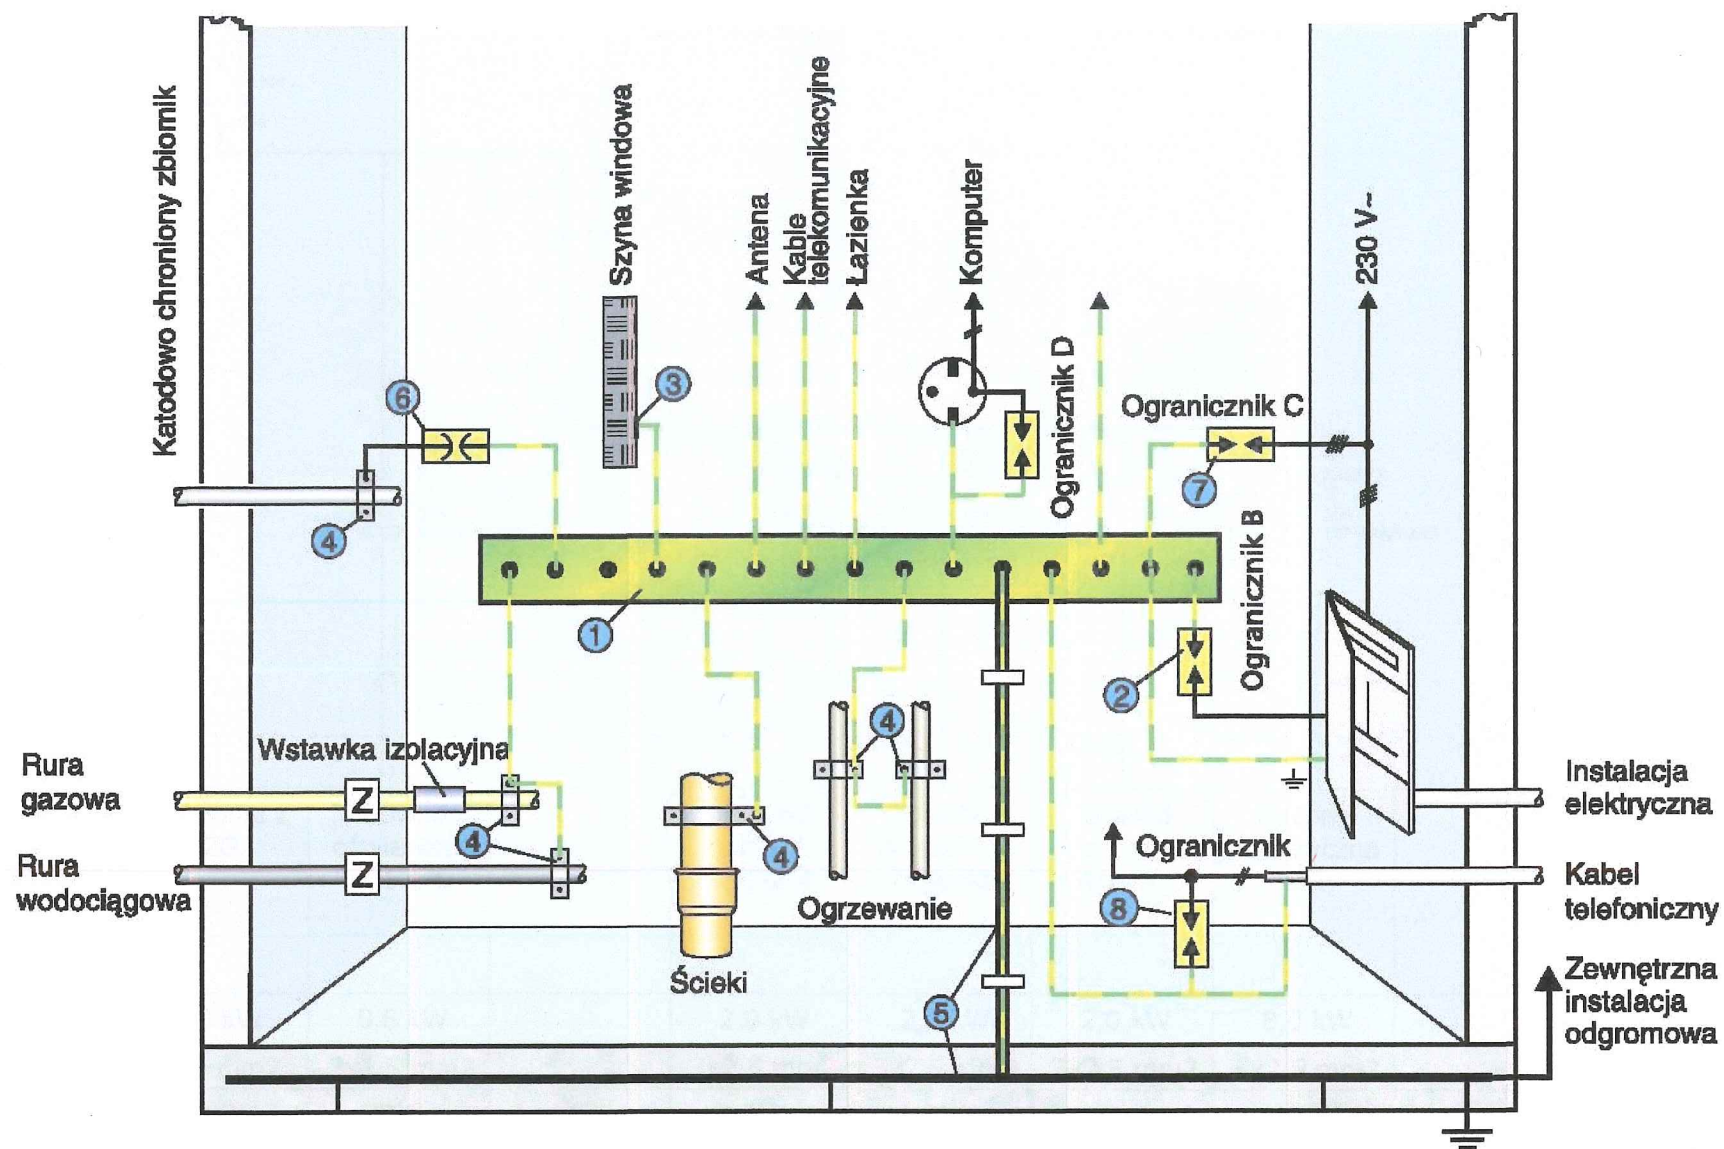 Katodowo chroniony zbiornik
Szyna windowa
Antena
Kable
telekomunikacyjne
Łazienka
Komputer
Ogranicznik D
230 V~
6
3
Ogranicznik C
7
4
Ogranicznik B
1
2
4
Wstawka izolacyjna
Rura
gazowa
Z
4
4
Instalacja
elektryczna
Rura
wodociągowa
Z
Ogrzewanie
Ogranicznik
8
Kabel
telefoniczny
Ścieki
5
Zewnętrzna
instalacja
odgromowa